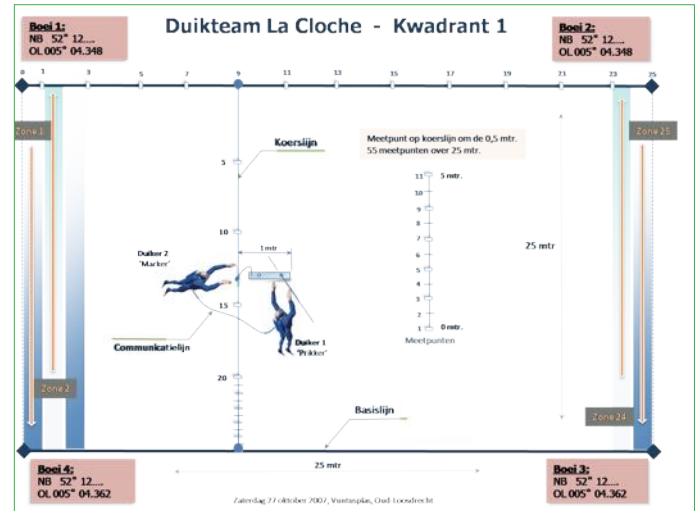 Duikteam La Cloche - Kwadrant 1
Boei 1:
NB 52° 12....
OL 005° 04.348
Boei 2:
NB 52° 12....
OL 005° 04.348
0 1 3 5 7 9 11 13 15 17 19 21 23 25
Zone 1
Zone 25
Koerslijn
Meetpunt op koerslijn om de 0,5 mtr.
55 meetpunten over 25 mtr.
5
10
15
20
11 5 mtr.
10
9
8
7
6
5
4
3
2
1 0 mtr.
Meetpunten
1 mtr
Duiker 2
'Marker'
25 mtr
Duiker 1
'Prikker'
Communicatielijn
Zone 2
Zone 24
Basislijn
25 mtr
Boei 4:
NB 52° 12....
OL 005° 04.362
Boei 3:
NB 52° 12....
OL 005° 04.362
Zaterdag 27 oktober 2007, Vuntusplas, Oud-Loosdrecht